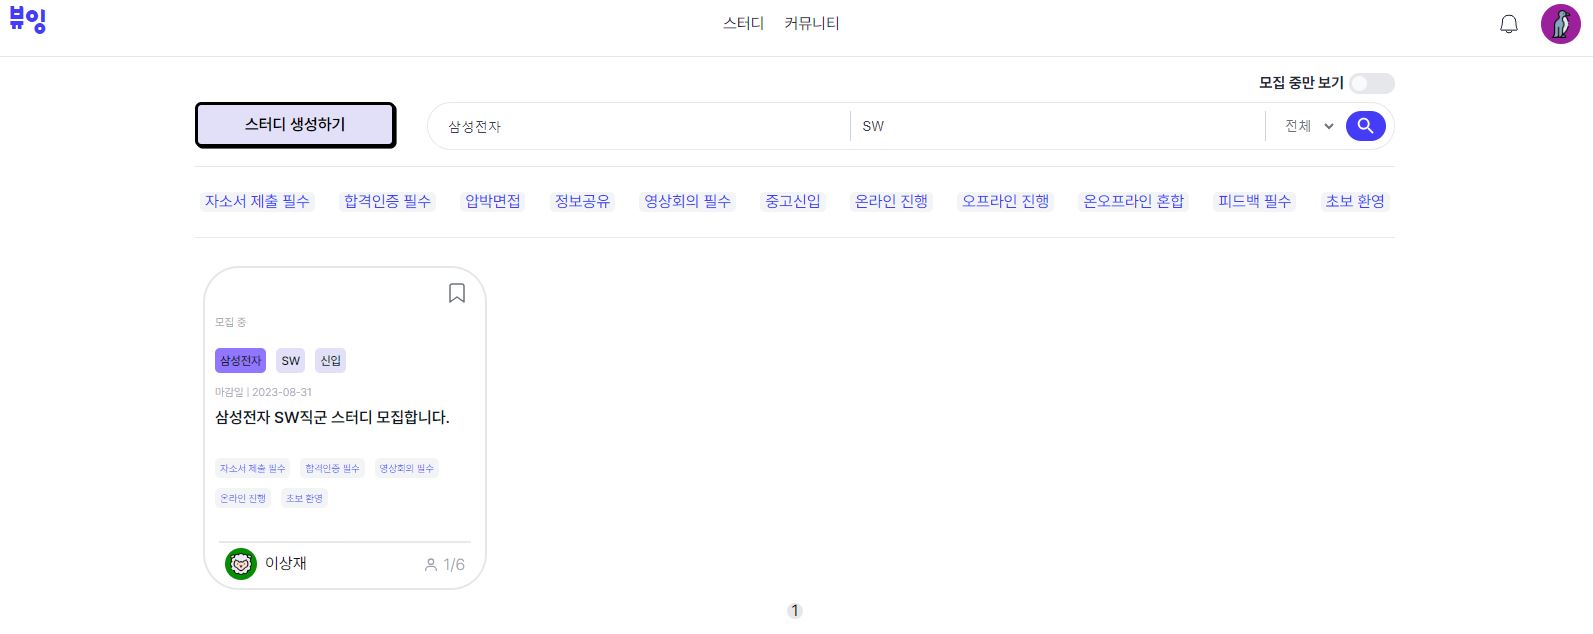 뷰잉
스터디 커뮤니티
모집 중만 보기
스터디 생성하기
삼성전자 SW 전체
자소서 제출 필수 합격인증 필수 압박면접 정보공유 영상회의 필수 중고신입 온라인 진행 오프라인 진행 온오프라인 혼합 피드백 필수 초보 환영
모집 중
삼성전자 SW 신입
마감일 | 2023-08-31
삼성전자 SW직군 스터디 모집합니다.
자소서 제출 필수 합격인증 필수 영상회의 필수
온라인 진행 초보 환영
이상재 1/6
1